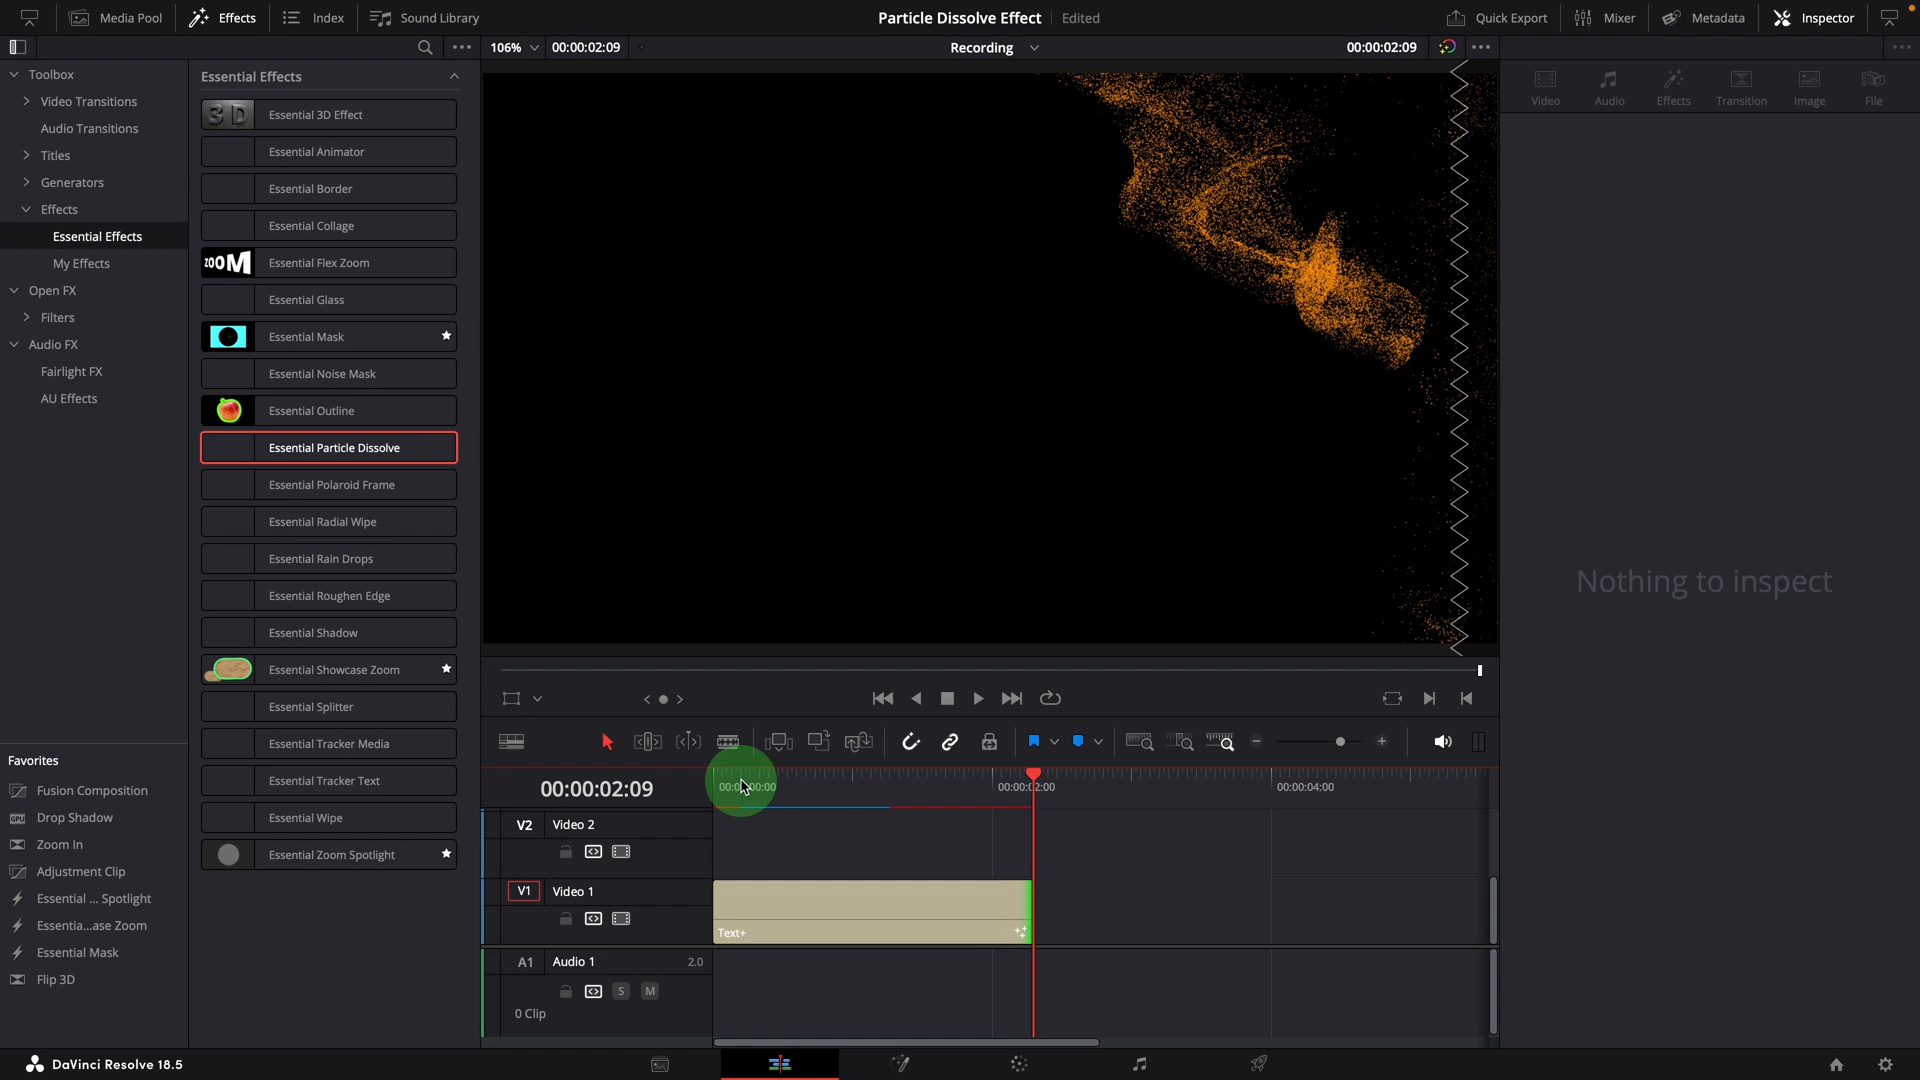 Media Pool
Effects
Index
Sound Library
Particle Dissolve Effect
Edited
Quick Export
Mixer
Metadata
Inspector
106%
00:00:02:09
Recording
00:00:02:09
Toolbox
Video Transitions
Audio Transitions
Titles
Generators
Effects
Essential Effects
My Effects
Open FX
Filters
Audio FX
Fairlight FX
AU Effects
Favorites
Fusion Composition
Drop Shadow
Zoom In
Adjustment Clip
Essential ... Spotlight
Essentia...ase Zoom
Essential Mask
Flip 3D
Essential Effects
3D
Essential 3D Effect
Essential Animator
Essential Border
Essential Collage
ZOOM
Essential Flex Zoom
Essential Glass
Essential Mask
Essential Noise Mask
Essential Outline
Essential Particle Dissolve
Essential Polaroid Frame
Essential Radial Wipe
Essential Rain Drops
Essential Roughen Edge
Essential Shadow
Essential Showcase Zoom
Essential Splitter
Essential Tracker Media
Essential Tracker Text
Essential Wipe
Essential Zoom Spotlight
Video
Audio
Effects
Transition
Image
File
Nothing to inspect
00:00:02:09
00:00:00:00
00:00:02:00
00:00:04:00
V2
Video 2
V1
Video 1
Text+
A1
Audio 1
2.0
S
M
0 Clip
DaVinci Resolve 18.5